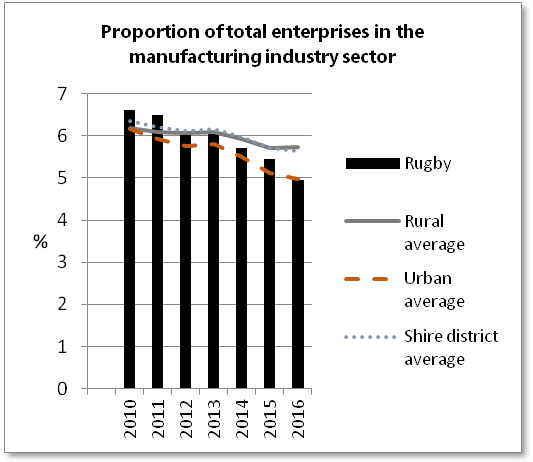 Proportion of total enterprises in the
manufacturing industry sector
7
6
5
4
3
2
1
0
%
2010
2011
2012
2013
2014
2015
2016
Rugby
Rural
average
Urban
average
Shire district
average